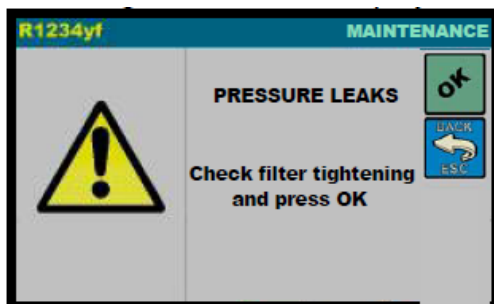 R1234yf MAINTENANCE
PRESSURE LEAKS
OK
BACK
ESC
Check filter tightening
and press OK